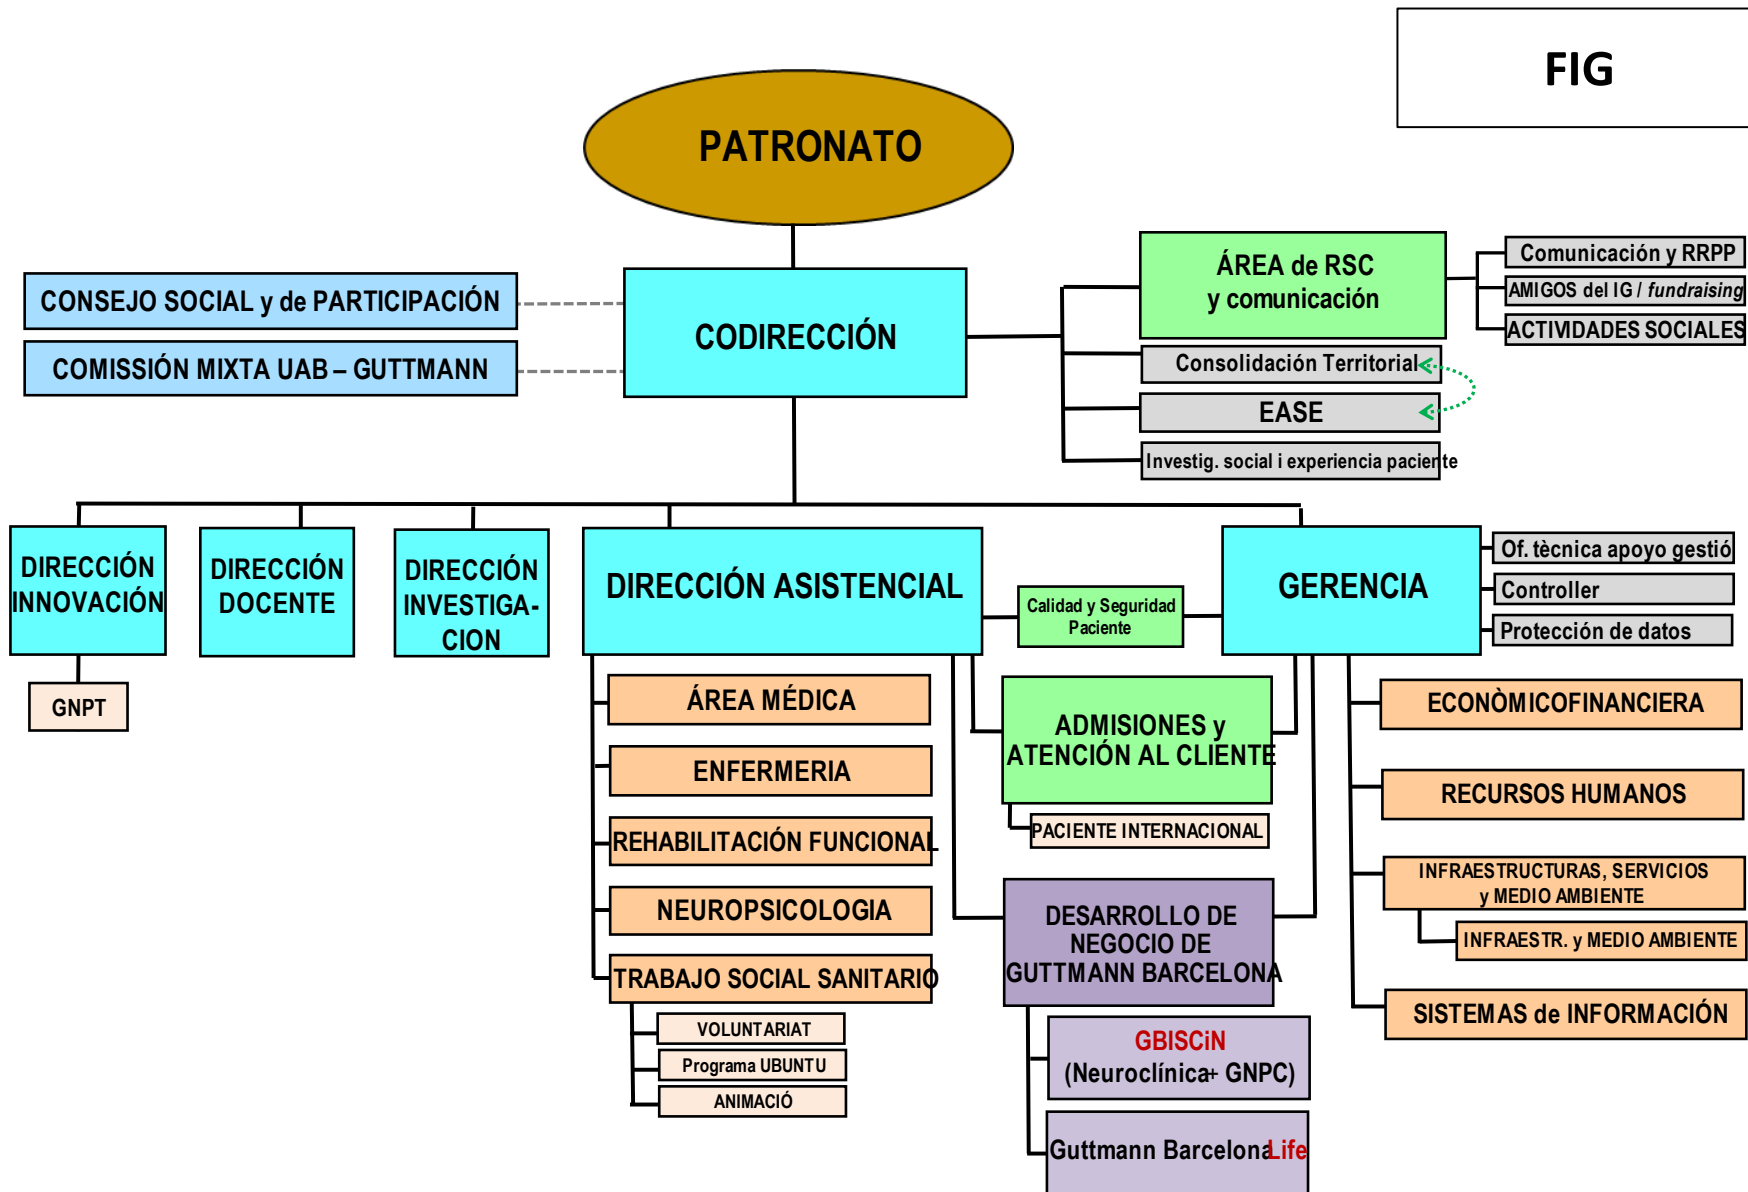 FIG
PATRONATO
CONSEJO SOCIAL y de PARTICIPACIÓN
COMISSIÓN MIXTA UAB – GUTTMANN
CODIRECCIÓN
ÁREA de RSC
y comunicación
Comunicación y RRPP
AMIGOS del IG / fundraising
ACTIVIDADES SOCIALES
Consolidación Territorial
EASE
Investig. social i experiencia paciente
DIRECCIÓN
INNOVACIÓN
GNPT
DIRECCIÓN
DOCENTE
DIRECCIÓN
INVESTIGA-
CION
DIRECCIÓN ASISTENCIAL
Calidad y Seguridad
Paciente
GERENCIA
Of. tècnica apoyo gestió
Controller
Protección de datos
ÁREA MÉDICA
ENFERMERIA
REHABILITACIÓN FUNCIONAL
NEUROPSICOLOGIA
TRABAJO SOCIAL SANITARIO
VOLUNTARIAT
Programa UBUNTU
ANIMACIÓ
ADMISIONES y
ATENCIÓN AL CLIENTE
PACIENTE INTERNACIONAL
DESARROLLO DE
NEGOCIO DE
GUTTMANN BARCELONA
GBISCiN
(Neuroclínica+ GNPC)
Guttmann BarcelonaLife
ECONÒMICOFINANCIERA
RECURSOS HUMANOS
INFRAESTRUCTURAS, SERVICIOS
y MEDIO AMBIENTE
INFRAESTR. y MEDIO AMBIENTE
SISTEMAS de INFORMACIÓN